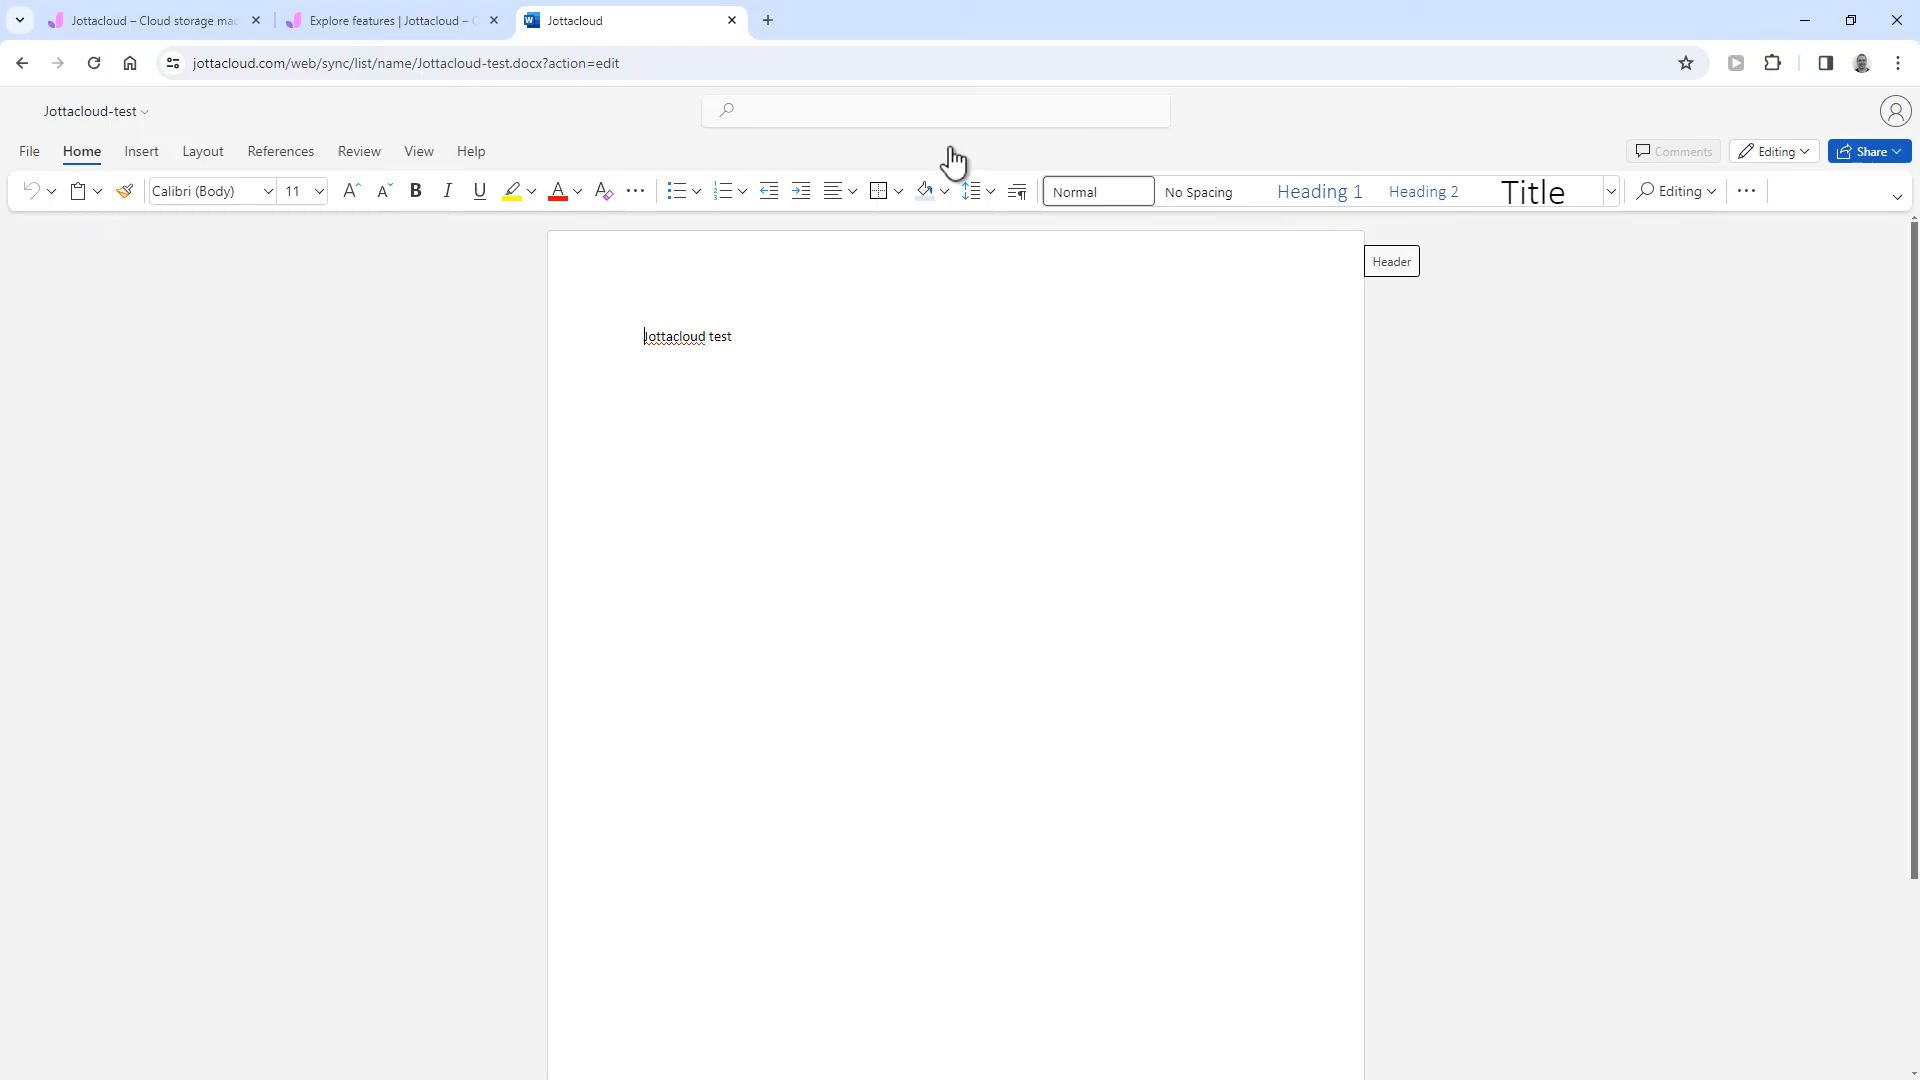 Jottacloud – Cloud storage mad
Explore features | Jottacloud – C
Jottacloud
jottacloud.com/web/sync/list/name/Jottacloud-test.docx?action=edit
Jottacloud-test
File Home Insert Layout References Review View Help
Comments Editing Share
Calibri (Body) 11 A A B I U A A Normal No Spacing Heading 1 Heading 2 Title Editing
Header
Jottacloud test